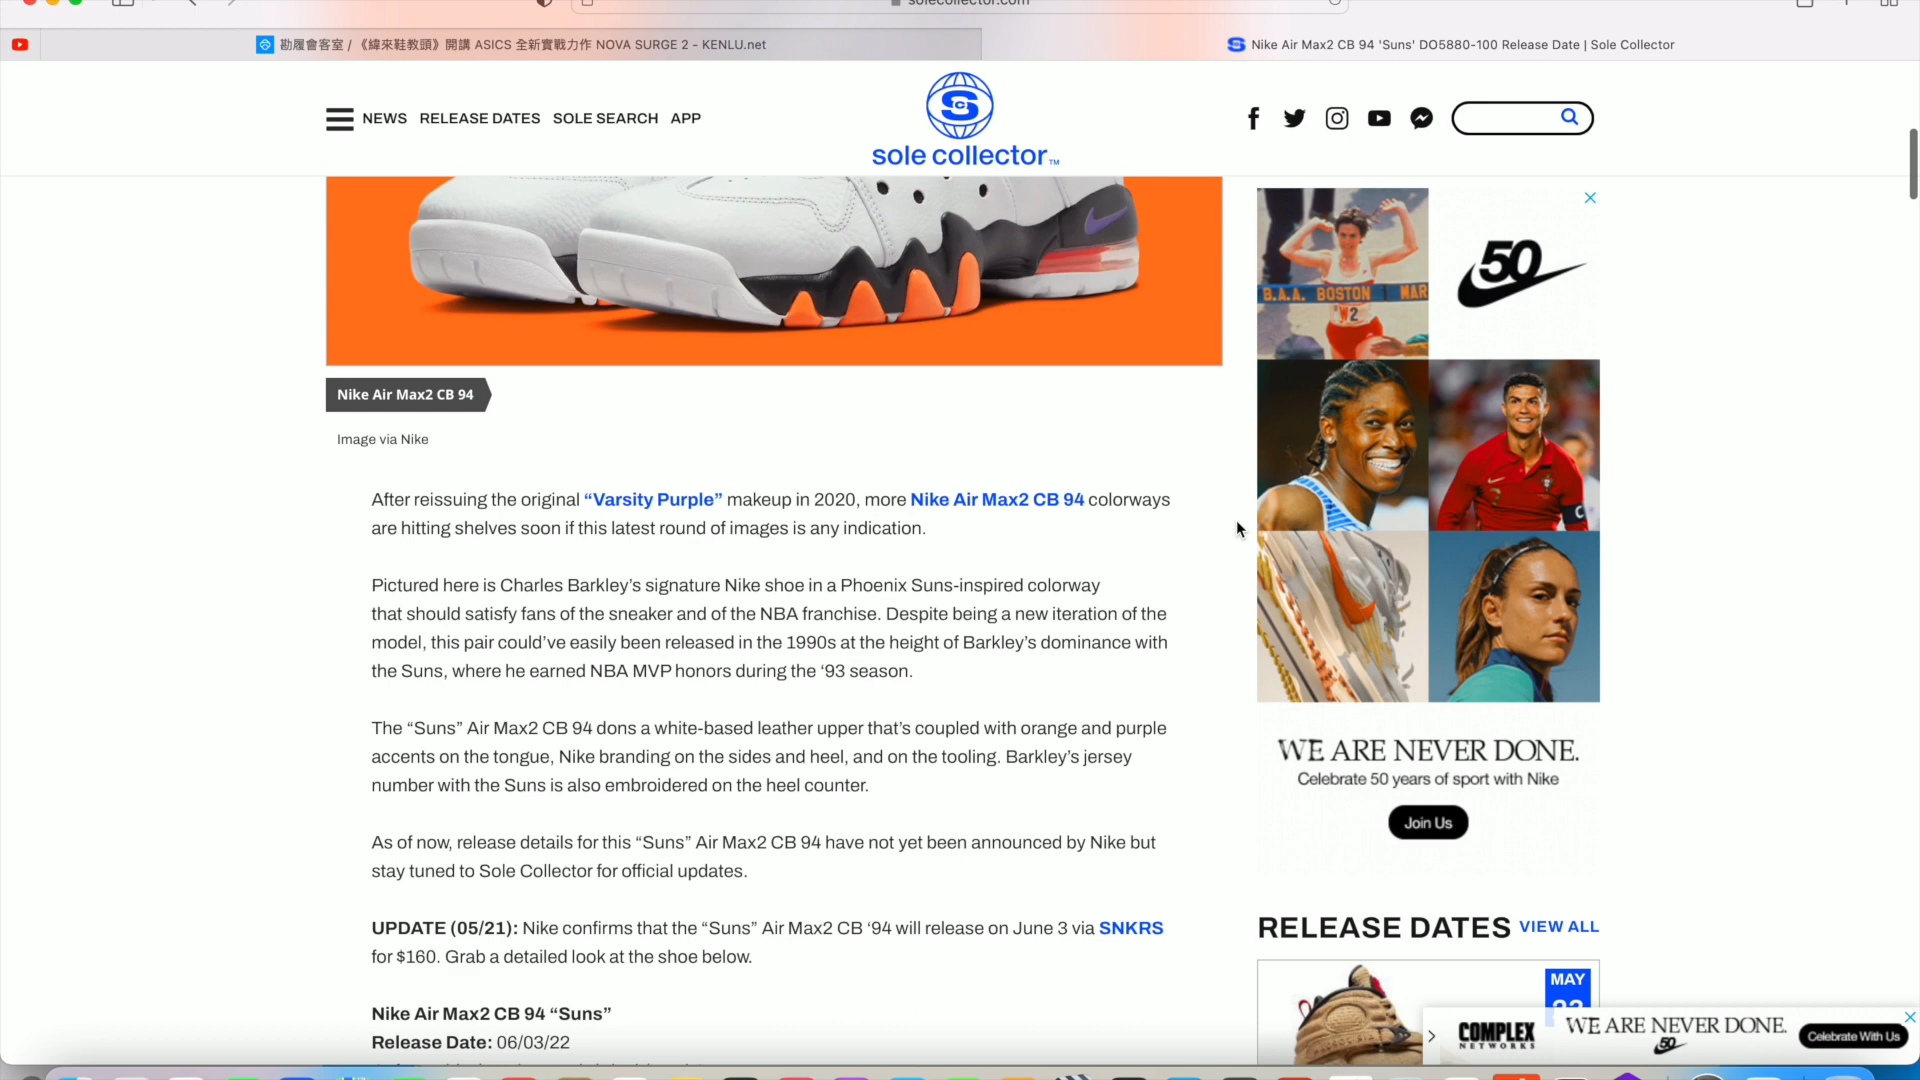 solecollector.com
勘履會客室 / 《緯來鞋教頭》開講 ASICS 全新實戰力作 NOVA SURGE 2 - KENLU.net
Nike Air Max2 CB 94 'Suns' DO5880-100 Release Date | Sole Collector
NEWS RELEASE DATES SOLE SEARCH APP
SC
sole collector™
Nike Air Max2 CB 94
Image via Nike
After reissuing the original “Varsity Purple” makeup in 2020, more Nike Air Max2 CB 94 colorways
are hitting shelves soon if this latest round of images is any indication.
Pictured here is Charles Barkley’s signature Nike shoe in a Phoenix Suns-inspired colorway
that should satisfy fans of the sneaker and of the NBA franchise. Despite being a new iteration of the
model, this pair could’ve easily been released in the 1990s at the height of Barkley’s dominance with
the Suns, where he earned NBA MVP honors during the ‘93 season.
The “Suns” Air Max2 CB 94 dons a white-based leather upper that’s coupled with orange and purple
accents on the tongue, Nike branding on the sides and heel, and on the tooling. Barkley’s jersey
number with the Suns is also embroidered on the heel counter.
As of now, release details for this “Suns” Air Max2 CB 94 have not yet been announced by Nike but
stay tuned to Sole Collector for official updates.
UPDATE (05/21): Nike confirms that the “Suns” Air Max2 CB ‘94 will release on June 3 via SNKRS
for $160. Grab a detailed look at the shoe below.
Nike Air Max2 CB 94 “Suns”
Release Date: 06/03/22
B.A.A. BOSTON MAR
W2
50
C
WE ARE NEVER DONE.
Celebrate 50 years of sport with Nike
Join Us
RELEASE DATES VIEW ALL
MAY
COMPLEX
NETWORKS
WE ARE NEVER DONE.
50
Celebrate With Us